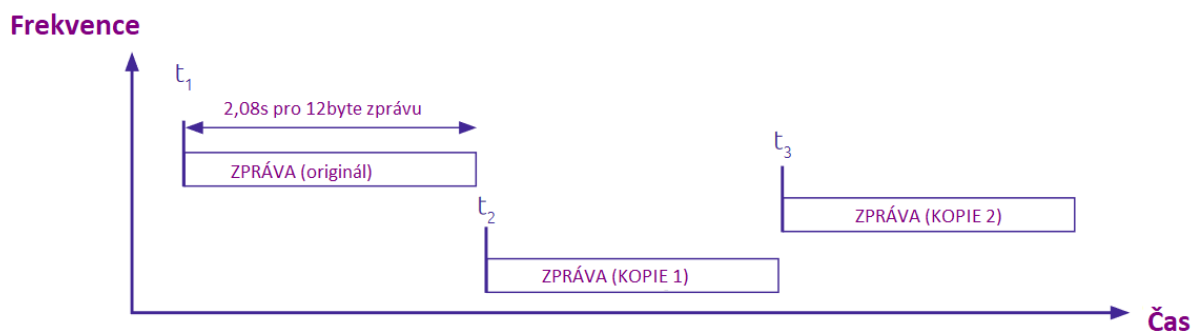 Frekvence
t1
2,08s pro 12byte zprávu
t3
ZPRÁVA (originál)
t2
ZPRÁVA (KOPIE 2)
ZPRÁVA (KOPIE 1)
Čas